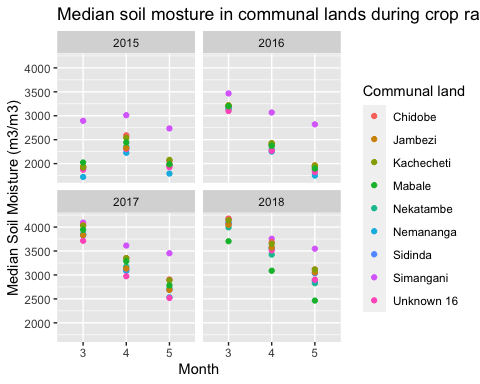 Median soil mosture in communal lands during crop ra
2015
2016
4000
3500
3000
2500
2000
2017
2018
4000
3500
3000
2500
2000
3
4
5
3
4
5
Month
Median Soil Moisture (m3/m3)
Communal land
Chidobe
Jambezi
Kachecheti
Mabale
Nekatambe
Nemananga
Sidinda
Simangani
Unknown 16